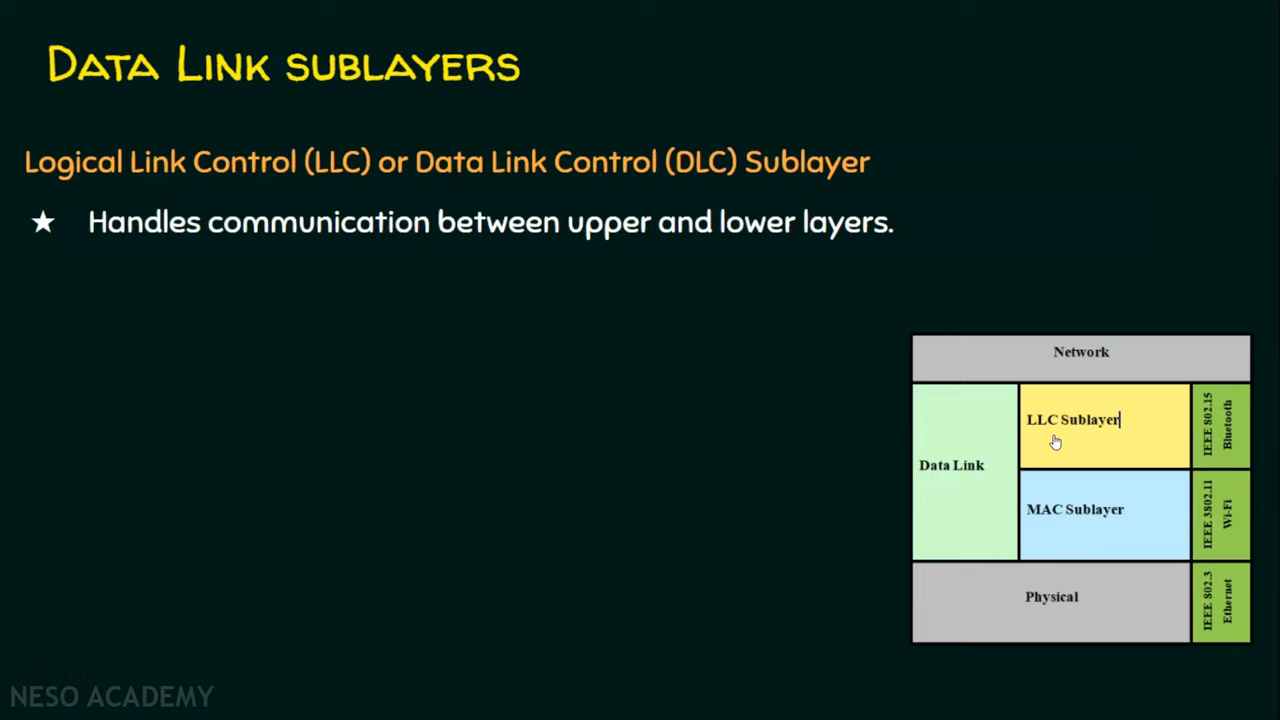 DATA LINK SUBLAYERS
Logical Link Control (LLC) or Data Link Control (DLC) Sublayer
★ Handles communication between upper and lower layers.
Network
Data Link
LLC Sublayer
MAC Sublayer
Physical
IEEE 802.15
Bluetooth
IEEE 3802.11
Wi-Fi
IEEE 802.3
Ethernet
NESO ACADEMY